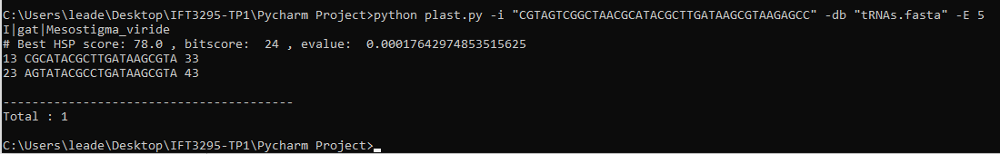 C:\Users\leade\Desktop\IFT3295-TP1\Pycharm Project>python plast.py -i "CGTAGTCGGCTAACGCATACGCTTGATAAGCGTAAGAGCC" -db "tRNAs.fasta" -E 5
I|gat|Mesostigma_viride
# Best HSP score: 78.0 , bitscore:  24 , evalue:  0.00017642974853515625
13 CGCATACGCTTGATAAGCGTA 33
23 AGTATACGCCTGATAAGCGTA 43
----------------------------------------
Total : 1
C:\Users\leade\Desktop\IFT3295-TP1\Pycharm Project>